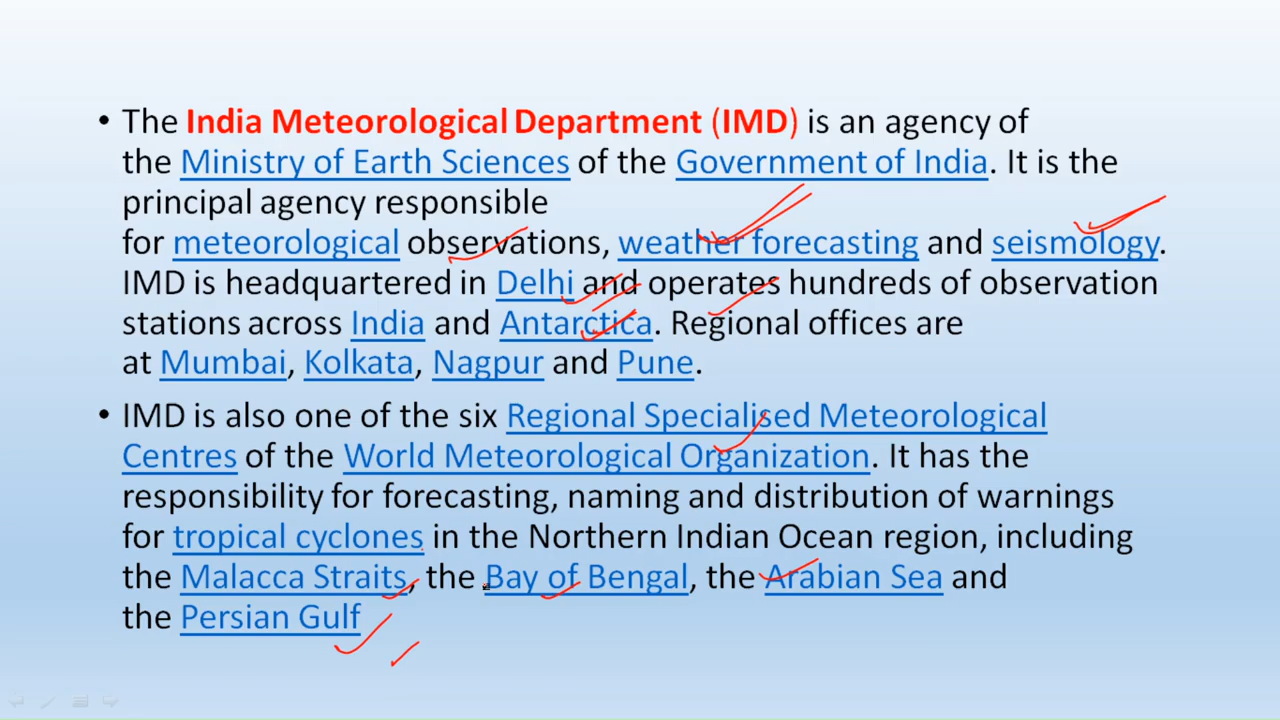 • The India Meteorological Department (IMD) is an agency of
the Ministry of Earth Sciences of the Government of India. It is the
principal agency responsible
for meteorological observations, weather forecasting and seismology.
IMD is headquartered in Delhi and operates hundreds of observation
stations across India and Antarctica. Regional offices are
at Mumbai, Kolkata, Nagpur and Pune.
• IMD is also one of the six Regional Specialised Meteorological
Centres of the World Meteorological Organization. It has the
responsibility for forecasting, naming and distribution of warnings
for tropical cyclones in the Northern Indian Ocean region, including
the Malacca Straits, the Bay of Bengal, the Arabian Sea and
the Persian Gulf